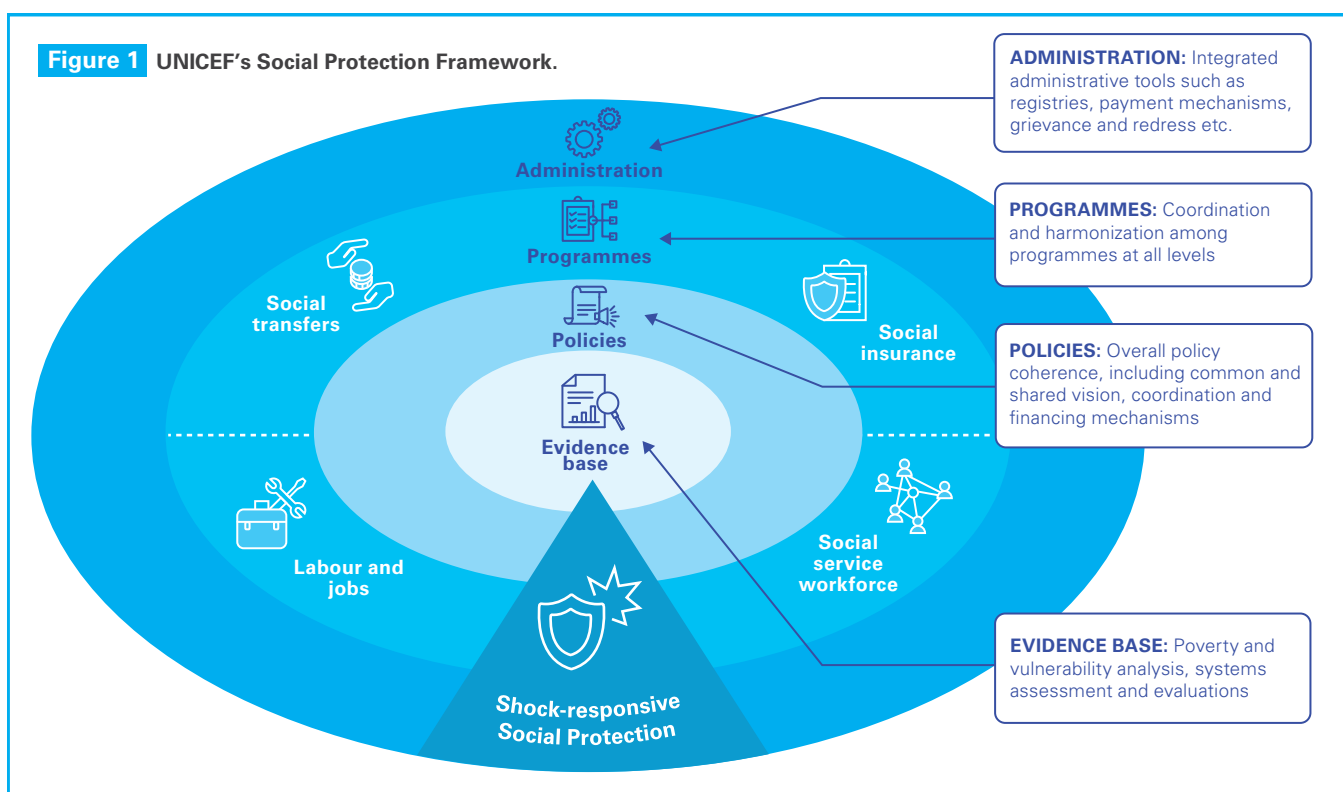 Figure 1 UNICEF's Social Protection Framework.
Administration
Programmes
Social
transfers
Policies
Social
insurance
Evidence
base
Labour and
jobs
Social
service
workforce
Shock-responsive
Social Protection
ADMINISTRATION: Integrated
administrative tools such as
registries, payment mechanisms,
grievance and redress etc.
PROGRAMMES: Coordination
and harmonization among
programmes at all levels
POLICIES: Overall policy
coherence, including common and
shared vision, coordination and
financing mechanisms
EVIDENCE BASE: Poverty and
vulnerability analysis, systems
assessment and evaluations